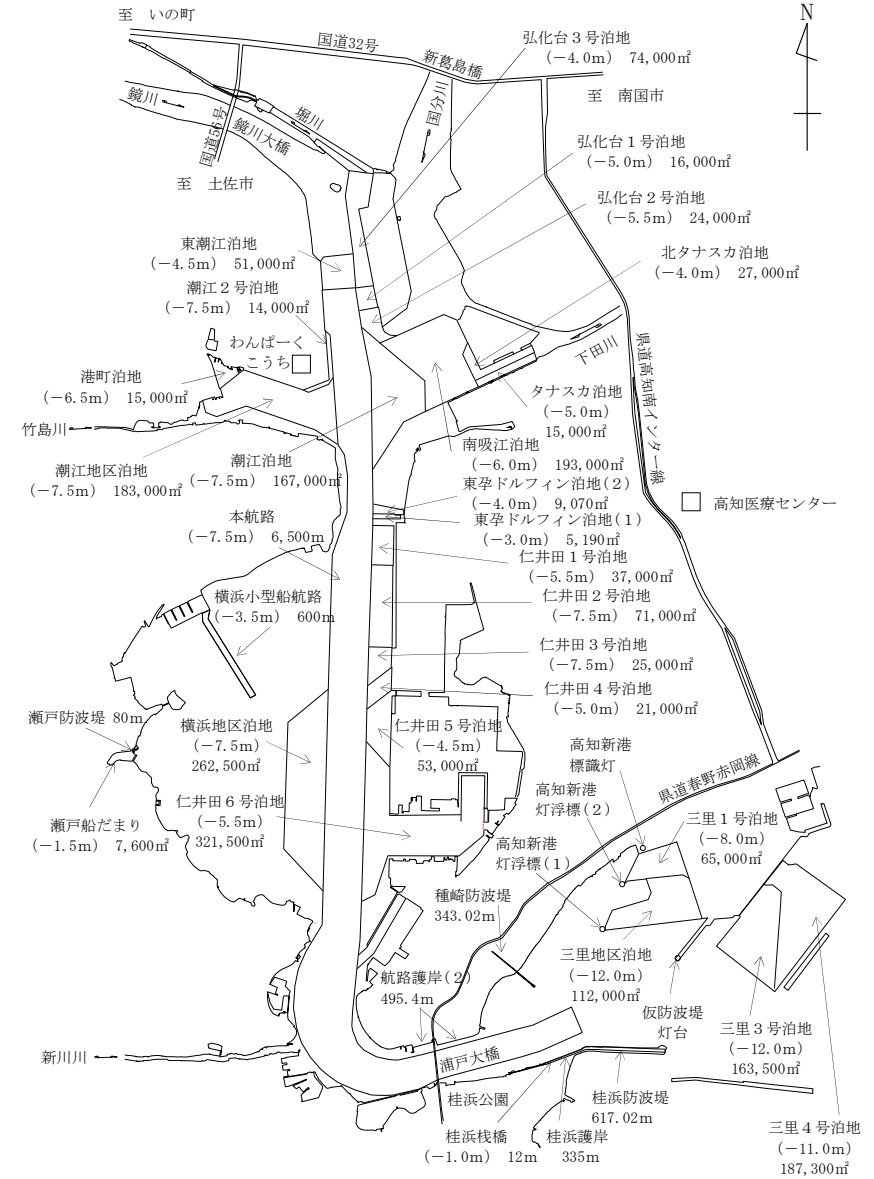 至　いの町
N
国道32号
新葛島橋
弘化台３号泊地
(－4.0m)　74,000㎡
至　南国市
鏡川
堀川
国分川
国道56号
鏡川大橋
至　土佐市
弘化台１号泊地
(－5.0m)　16,000㎡
弘化台２号泊地
(－5.5m)　24,000㎡
東潮江泊地
(－4.5m)　51,000㎡
北タナスカ泊地
(－4.0m)　27,000㎡
潮江２号泊地
(－7.5m)　14,000㎡
わんぱーく
こうち
下田川
県道高知南インター線
港町泊地
(－6.5m)　15,000㎡
タナスカ泊地
(－5.0m)
15,000㎡
竹島川
潮江地区泊地
(－7.5m)　183,000㎡
潮江泊地
(－7.5m)　167,000㎡
南吸江泊地
(－6.0m)　193,000㎡
東孕ドルフィン泊地(２)
(－4.0m)　9,070㎡
東孕ドルフィン泊地(１)
(－3.0m)　5,190㎡
高知医療センター
本航路
(－7.5m)　6,500m
仁井田１号泊地
(－5.5m)　37,000㎡
横浜小型船航路
(－3.5m)　600m
仁井田２号泊地
(－7.5m)　71,000㎡
仁井田３号泊地
(－7.5m)　25,000㎡
仁井田４号泊地
(－5.0m)　21,000㎡
瀬戸防波堤 80m
横浜地区泊地
(－7.5m)
262,500㎡
仁井田５号泊地
(－4.5m)
53,000㎡
高知新港
標識灯
県道春野赤岡線
高知新港
灯浮標(２)
瀬戸船だまり
(－1.5m)　7,600㎡
仁井田６号泊地
(－5.5m)
321,500㎡
三里１号泊地
(－8.0m)
65,000㎡
高知新港
灯浮標(１)
種崎防波堤
343.02m
三里地区泊地
(－12.0m)
112,000㎡
航路護岸(２)
495.4m
仮防波堤
灯台
三里３号泊地
(－12.0m)
163,500㎡
新川川
浦戸大橋
桂浜公園
桂浜防波堤
617.02m
桂浜桟橋
(－1.0m)　12m
桂浜護岸
335m
三里４号泊地
(－11.0m)
187,300㎡